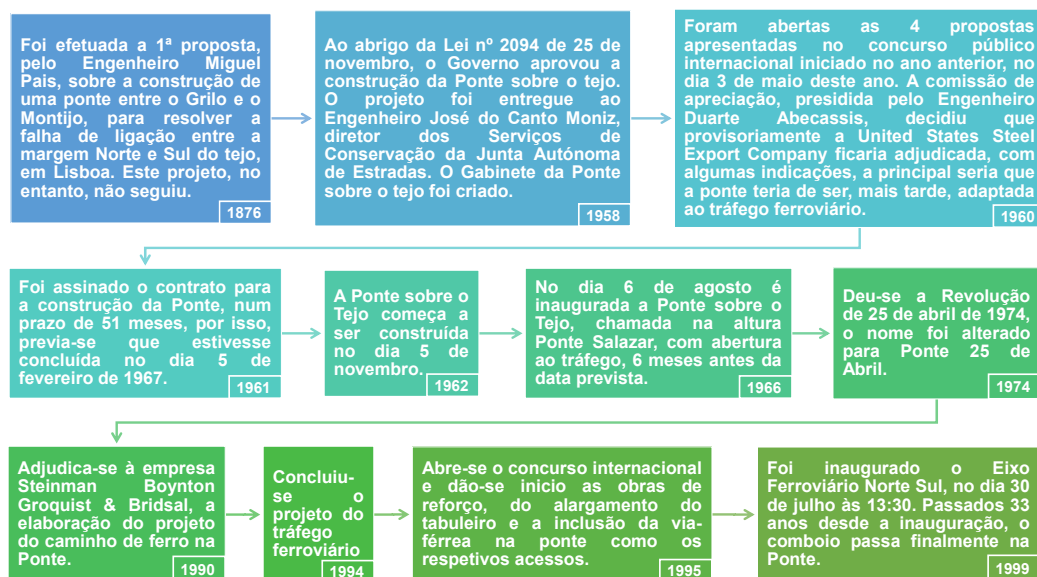 Foi efetuada a 1ª proposta,
pelo Engenheiro Miguel
Pais, sobre a construção de
uma ponte entre o Grilo e o
Montijo, para resolver a
falha de ligação entre a
margem Norte e Sul do tejo,
em Lisboa. Este projeto, no
entanto, não seguiu.
1876
Ao abrigo da Lei nº 2094 de 25 de
novembro, o Governo aprovou a
construção da Ponte sobre o tejo.
O projeto foi entregue ao
Engenheiro José do Canto Moniz,
diretor dos Serviços de
Conservação da Junta Autónoma
de Estradas. O Gabinete da Ponte
sobre o tejo foi criado.
1958
Foram abertas as 4 propostas
apresentadas no concurso público
internacional iniciado no ano anterior, no
dia 3 de maio deste ano. A comissão de
apreciação, presidida pelo Engenheiro
Duarte Abecassis, decidiu que
provisoriamente a United States Steel
Export Company ficaria adjudicada, com
algumas indicações, a principal seria que
a ponte teria de ser, mais tarde, adaptada
ao tráfego ferroviário.
1960
Foi assinado o contrato para
a construção da Ponte, num
prazo de 51 meses, por isso,
previa-se que estivesse
concluída no dia 5 de
fevereiro de 1967.
1961
A Ponte sobre o
Tejo começa a
ser construída
no dia 5 de
novembro.
1962
No dia 6 de agosto é
inaugurada a Ponte sobre o
Tejo, chamada na altura
Ponte Salazar, com abertura
ao tráfego, 6 meses antes da
data prevista.
1966
Deu-se a Revolução
de 25 de abril de 1974,
o nome foi alterado
para Ponte 25 de
Abril.
1974
Adjudica-se à empresa
Steinman Boynton
Groquist & Bridsal, a
elaboração do projeto
do caminho de ferro na
Ponte.
1990
Concluiu-
se o
projeto do
tráfego
ferroviário
1994
Abre-se o concurso internacional
e dão-se inicio as obras de
reforço, do alargamento do
tabuleiro e a inclusão da via-
férrea na ponte como os
respetivos acessos.
1995
Foi inaugurado o Eixo
Ferroviário Norte Sul, no dia 30
de julho às 13:30. Passados 33
anos desde a inauguração, o
comboio passa finalmente na
Ponte.
1999